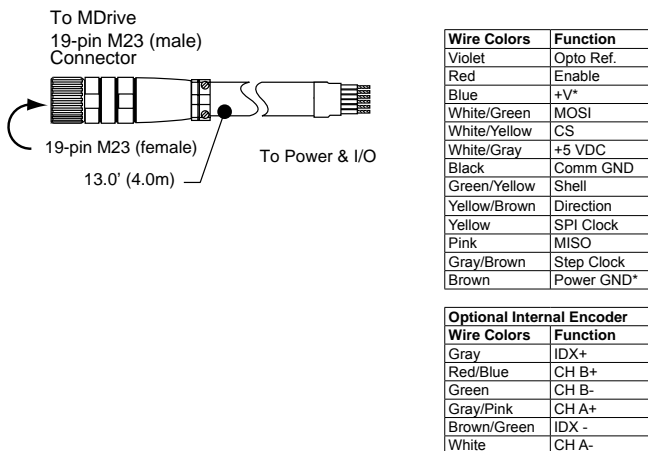 To MDrive
19-pin M23 (male)
Connector
19-pin M23 (female)
13.0' (4.0m)
To Power & I/O
Wire Colors Function
Violet Opto Ref.
Red Enable
Blue +V*
White/Green MOSI
White/Yellow CS
White/Gray +5 VDC
Black Comm GND
Green/Yellow Shell
Yellow/Brown Direction
Yellow SPI Clock
Pink MISO
Gray/Brown Step Clock
Brown Power GND*
Optional Internal Encoder
Wire Colors Function
Gray IDX+
Red/Blue CH B+
Green CH B-
Gray/Pink CH A+
Brown/Green IDX -
White CH A-